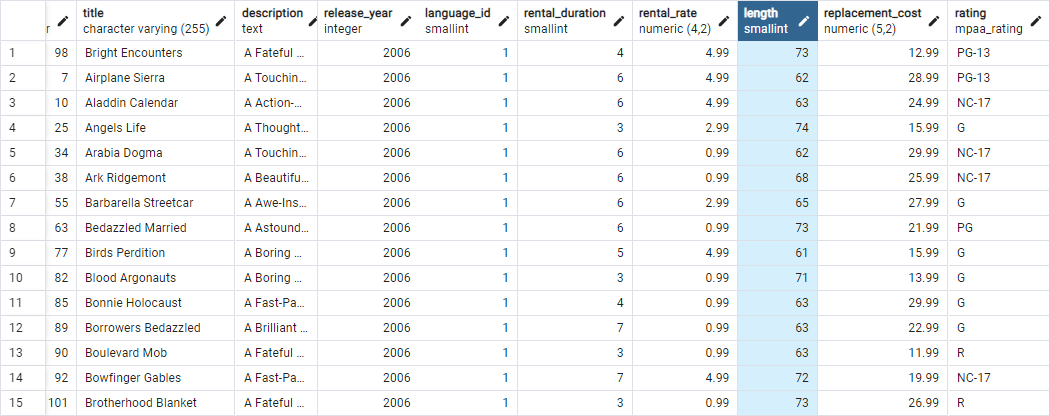 title description release_year language_id rental_duration rental_rate length replacement_cost rating
r character varying (255) text integer smallint smallint numeric (4,2) smallint numeric (5,2) mpaa_rating
1 98 Bright Encounters A Fateful ... 2006 1 4 4.99 73 12.99 PG-13
2 7 Airplane Sierra A Touchin... 2006 1 6 4.99 62 28.99 PG-13
3 10 Aladdin Calendar A Action-... 2006 1 6 4.99 63 24.99 NC-17
4 25 Angels Life A Thought... 2006 1 3 2.99 74 15.99 G
5 34 Arabia Dogma A Touchin... 2006 1 6 0.99 62 29.99 NC-17
6 38 Ark Ridgemont A Beautifu... 2006 1 6 0.99 68 25.99 NC-17
7 55 Barbarella Streetcar A Awe-Ins... 2006 1 6 2.99 65 27.99 G
8 63 Bedazzled Married A Astound... 2006 1 6 0.99 73 21.99 PG
9 77 Birds Perdition A Boring ... 2006 1 5 4.99 61 15.99 G
10 82 Blood Argonauts A Boring ... 2006 1 3 0.99 71 13.99 G
11 85 Bonnie Holocaust A Fast-Pa... 2006 1 4 0.99 63 29.99 G
12 89 Borrowers Bedazzled A Brilliant ... 2006 1 7 0.99 63 22.99 G
13 90 Boulevard Mob A Fateful ... 2006 1 3 0.99 63 11.99 R
14 92 Bowfinger Gables A Fast-Pa... 2006 1 7 4.99 72 19.99 NC-17
15 101 Brotherhood Blanket A Fateful ... 2006 1 3 0.99 73 26.99 R